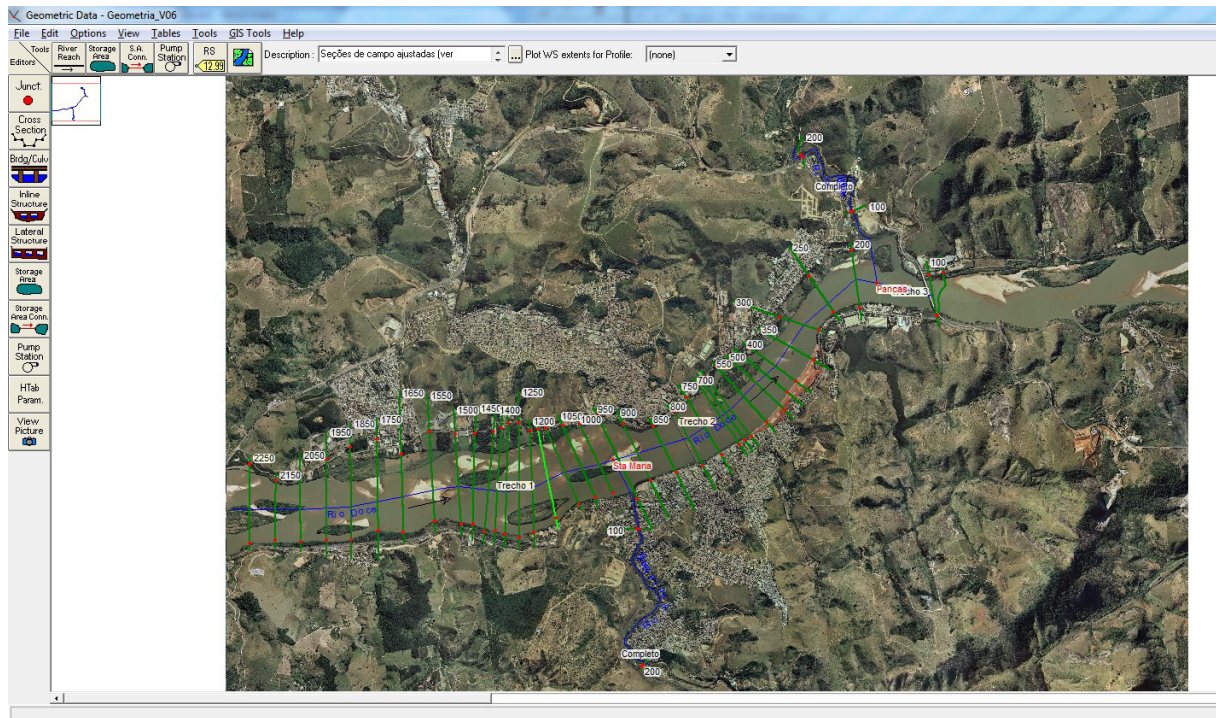 Geometric Data - Geometria_V06
File Edit Options View Tables Tools GIS Tools Help
Tools
Editors
River
Reach
Storage
Area
S.A.
Conn.
Pump
Station
RS
12.99
Description : Seções de campo ajustadas (ver
... Plot WS extents for Profile: (none)
Junct.
Cross
Section
Brdg/Culv
Inline
Structure
Lateral
Structure
Storage
Area
Storage
Area Conn.
Pump
Station
HTab
Param.
View
Picture
200
Completo
100
250
200
100
Panças
Trecho 3
300
350
400
500
550
700
750
800
Trecho 2
850
Rio Doce
900
950
1000
1050
1200
1250
1400
1450
1500
1550
1650
1750
1850
1950
2050
2150
2250
Sta Maria
Trecho 1
Rio Doce
100
Completo
200